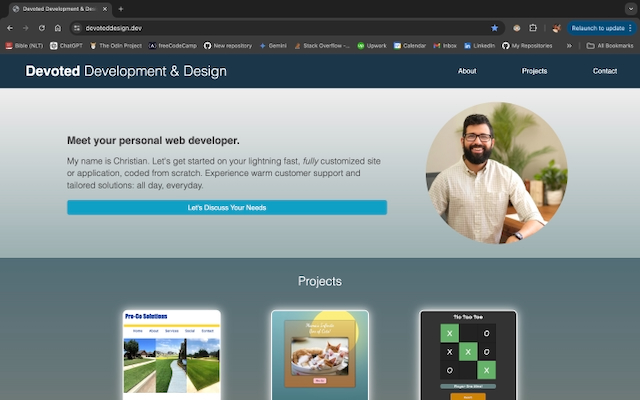 Devoted Development & Des
devoteddesign.dev
Relaunch to update
Bible (NLT)
ChatGPT
The Odin Project
freeCodeCamp
New repository
Gemini
Stack Overflow -...
Upwork
Calendar
Inbox
LinkedIn
My Repositories
»
All Bookmarks
Devoted Development & Design
About
Projects
Contact
Meet your personal web developer.
My name is Christian. Let's get started on your lightning fast, fully customized site
or application, coded from scratch. Experience warm customer support and
tailored solutions: all day, everyday.
Let's Discuss Your Needs
Projects
Pro-Co Solutions
Home About Services Social Contact
Tic Tac Toe
X O
X X O
O X